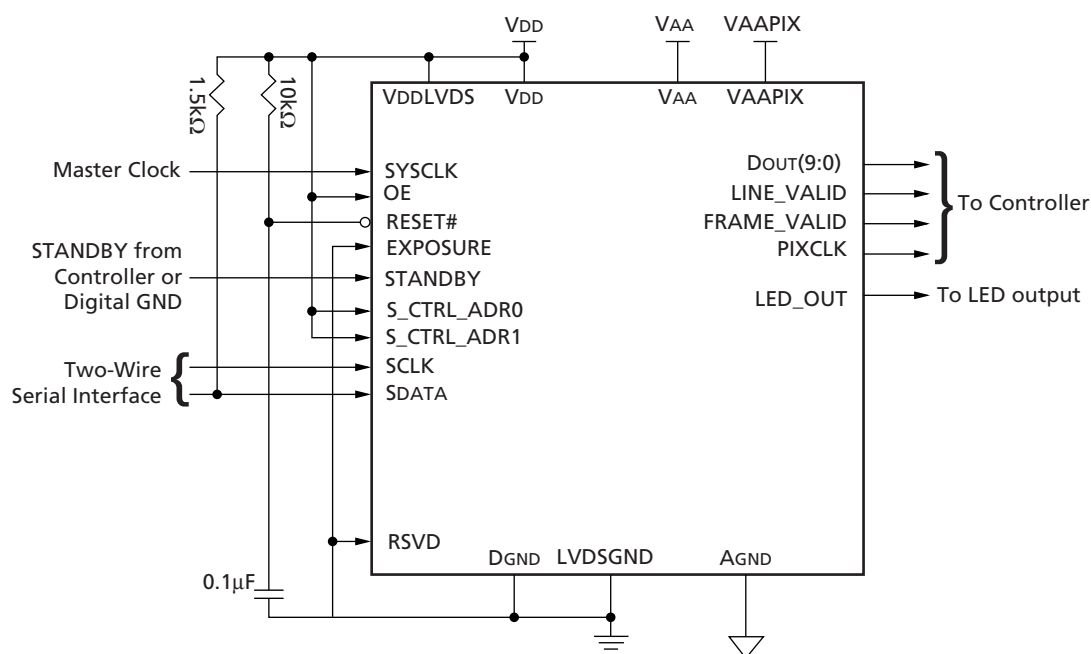 VDD
VAA
VAAPIX
1.5kΩ
10kΩ
VDDLVDS
VDD
VAA
VAAPIX
Master Clock
SYSCLK
OE
RESET#
EXPOSURE
STANDBY from
Controller or
Digital GND
STANDBY
S_CTRL_ADR0
S_CTRL_ADR1
Two-Wire
Serial Interface
{
SCLK
SDATA
RSVD
DOUT(9:0)
LINE_VALID
FRAME_VALID
PIXCLK
}
To Controller
LED_OUT
To LED output
0.1μF
DGND
LVDSGND
AGND